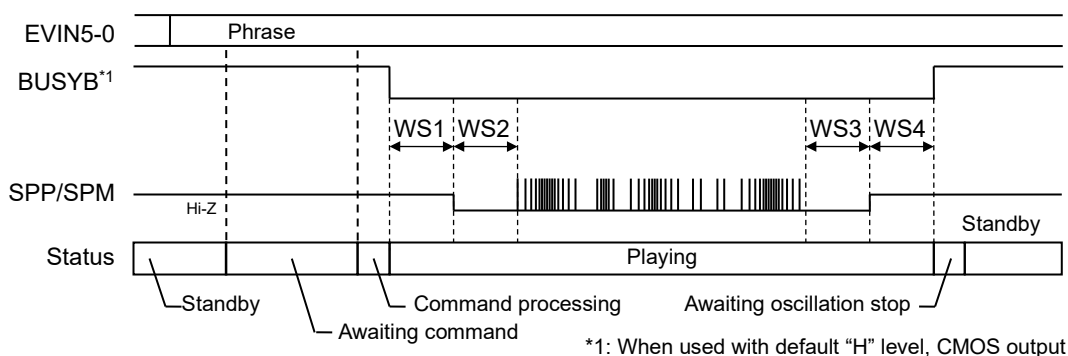 EVIN5-0 Phrase
BUSYB*1
WS1 WS2 WS3 WS4
SPP/SPM
Hi-Z
Standby
Status Playing
Standby Command processing Awaiting oscillation stop
Awaiting command
*1: When used with default “H” level, CMOS output